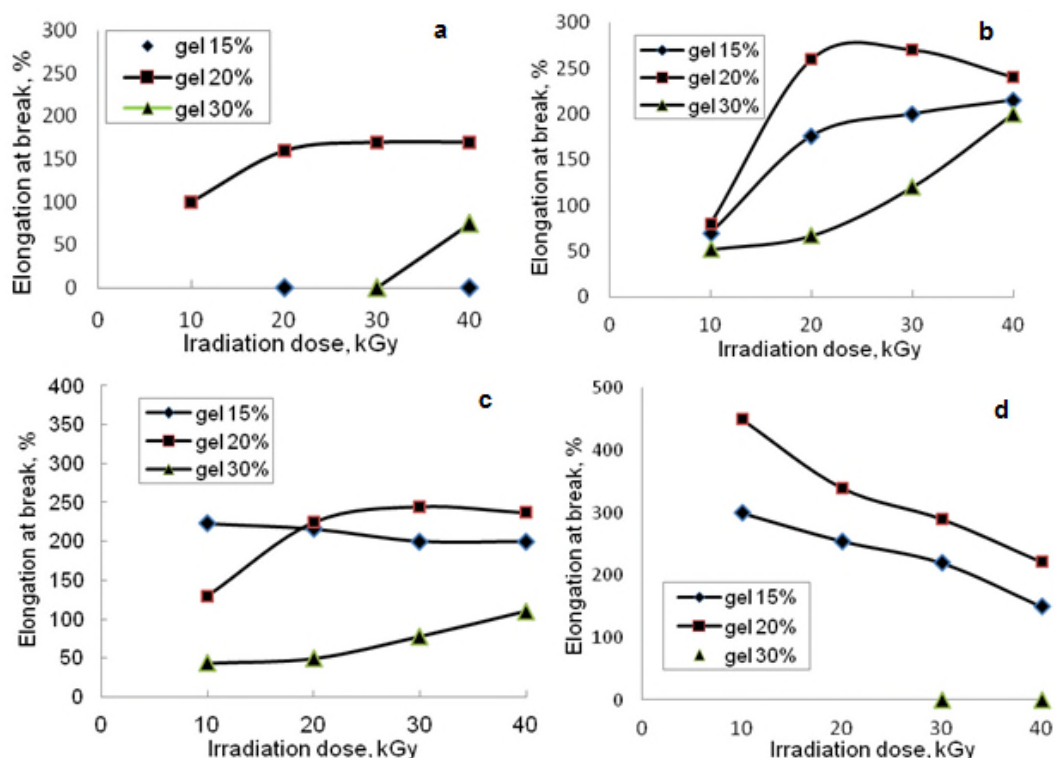 a
Elongation at break, %
300
250
200
150
100
50
0
gel 15%
gel 20%
gel 30%
0
10
20
30
40
Irradiation dose, kGy
b
Elongation at break, %
300
250
200
150
100
50
0
gel 15%
gel 20%
gel 30%
0
10
20
30
40
Irradiation dose, kGy
c
Elongation at break, %
400
350
300
250
200
150
100
50
0
gel 15%
gel 20%
gel 30%
0
10
20
30
40
Irradiation dose, kGy
d
Elongation at break, %
500
400
300
200
100
0
gel 15%
gel 20%
gel 30%
0
10
20
30
40
Irradiation dose, kGy